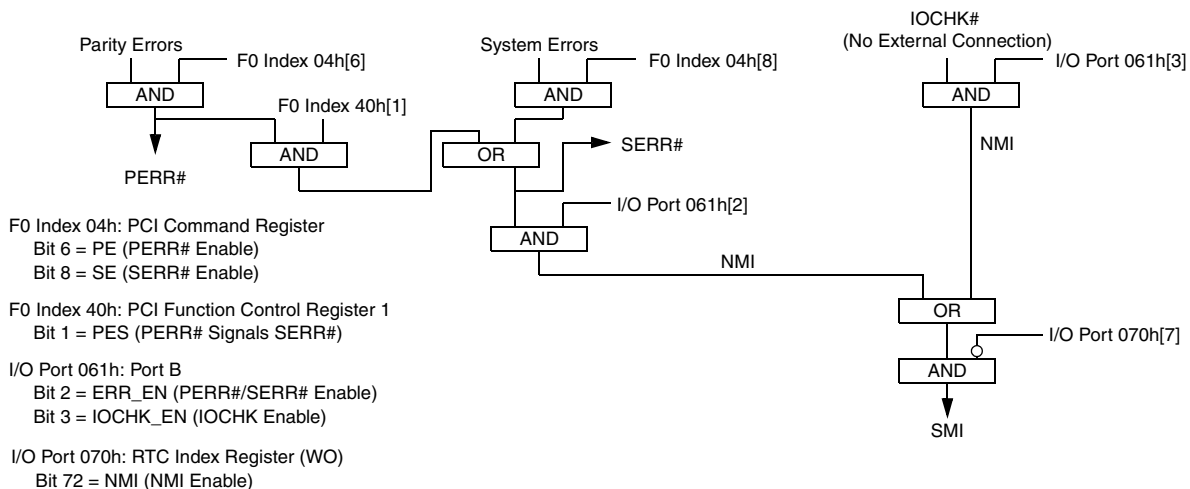 IOCHK#
(No External Connection)
Parity Errors
System Errors
F0 Index 04h[6]
F0 Index 04h[8]
I/O Port 061h[3]
AND
AND
AND
F0 Index 40h[1]
AND
OR
SERR#
NMI
PERR#
I/O Port 061h[2]
AND
NMI
F0 Index 04h: PCI Command Register
Bit 6 = PE (PERR# Enable)
Bit 8 = SE (SERR# Enable)
F0 Index 40h: PCI Function Control Register 1
Bit 1 = PES (PERR# Signals SERR#)
I/O Port 061h: Port B
Bit 2 = ERR_EN (PERR#/SERR# Enable)
Bit 3 = IOCHK_EN (IOCHK Enable)
I/O Port 070h: RTC Index Register (WO)
Bit 72 = NMI (NMI Enable)
OR
I/O Port 070h[7]
AND
SMI